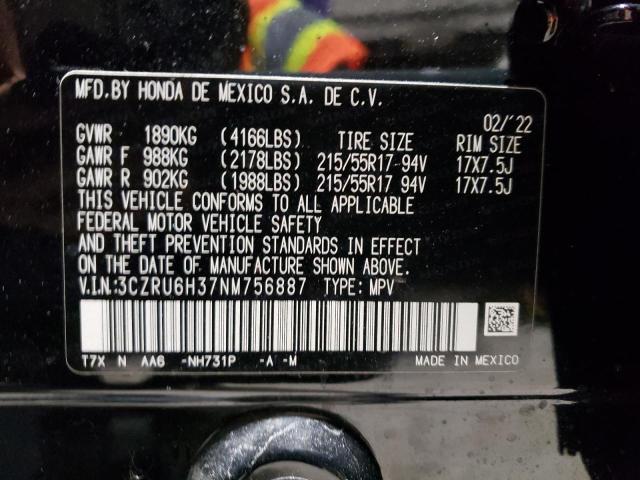 MFD.BY HONDA DE MEXICO S.A. DE C.V.
02/'22
GVWR 1890KG (4166LBS) TIRE SIZE RIM SIZE
GAWR F 988KG (2178LBS) 215/55R17 94V 17X7.5J
GAWR R 902KG (1988LBS) 215/55R17 94V 17X7.5J
THIS VEHICLE CONFORMS TO ALL APPLICABLE
FEDERAL MOTOR VEHICLE SAFETY
AND THEFT PREVENTION STANDARDS IN EFFECT
ON THE DATE OF MANUFACTURE SHOWN ABOVE.
V.I.N:3CZRU6H37NM756887 TYPE: MPV
T7X N AA6 -NH731P -A -M MADE IN MEXICO